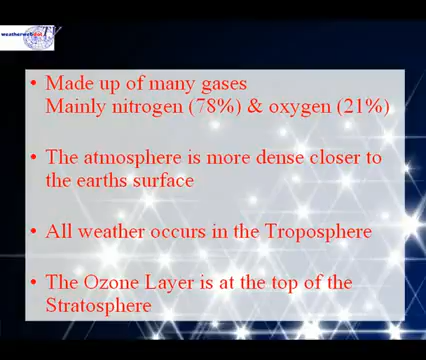 weatherwebdotTV
Made up of many gases
Mainly nitrogen (78%) & oxygen (21%)
The atmosphere is more dense closer to
the earths surface
All weather occurs in the Troposphere
The Ozone Layer is at the top of the
Stratosphere